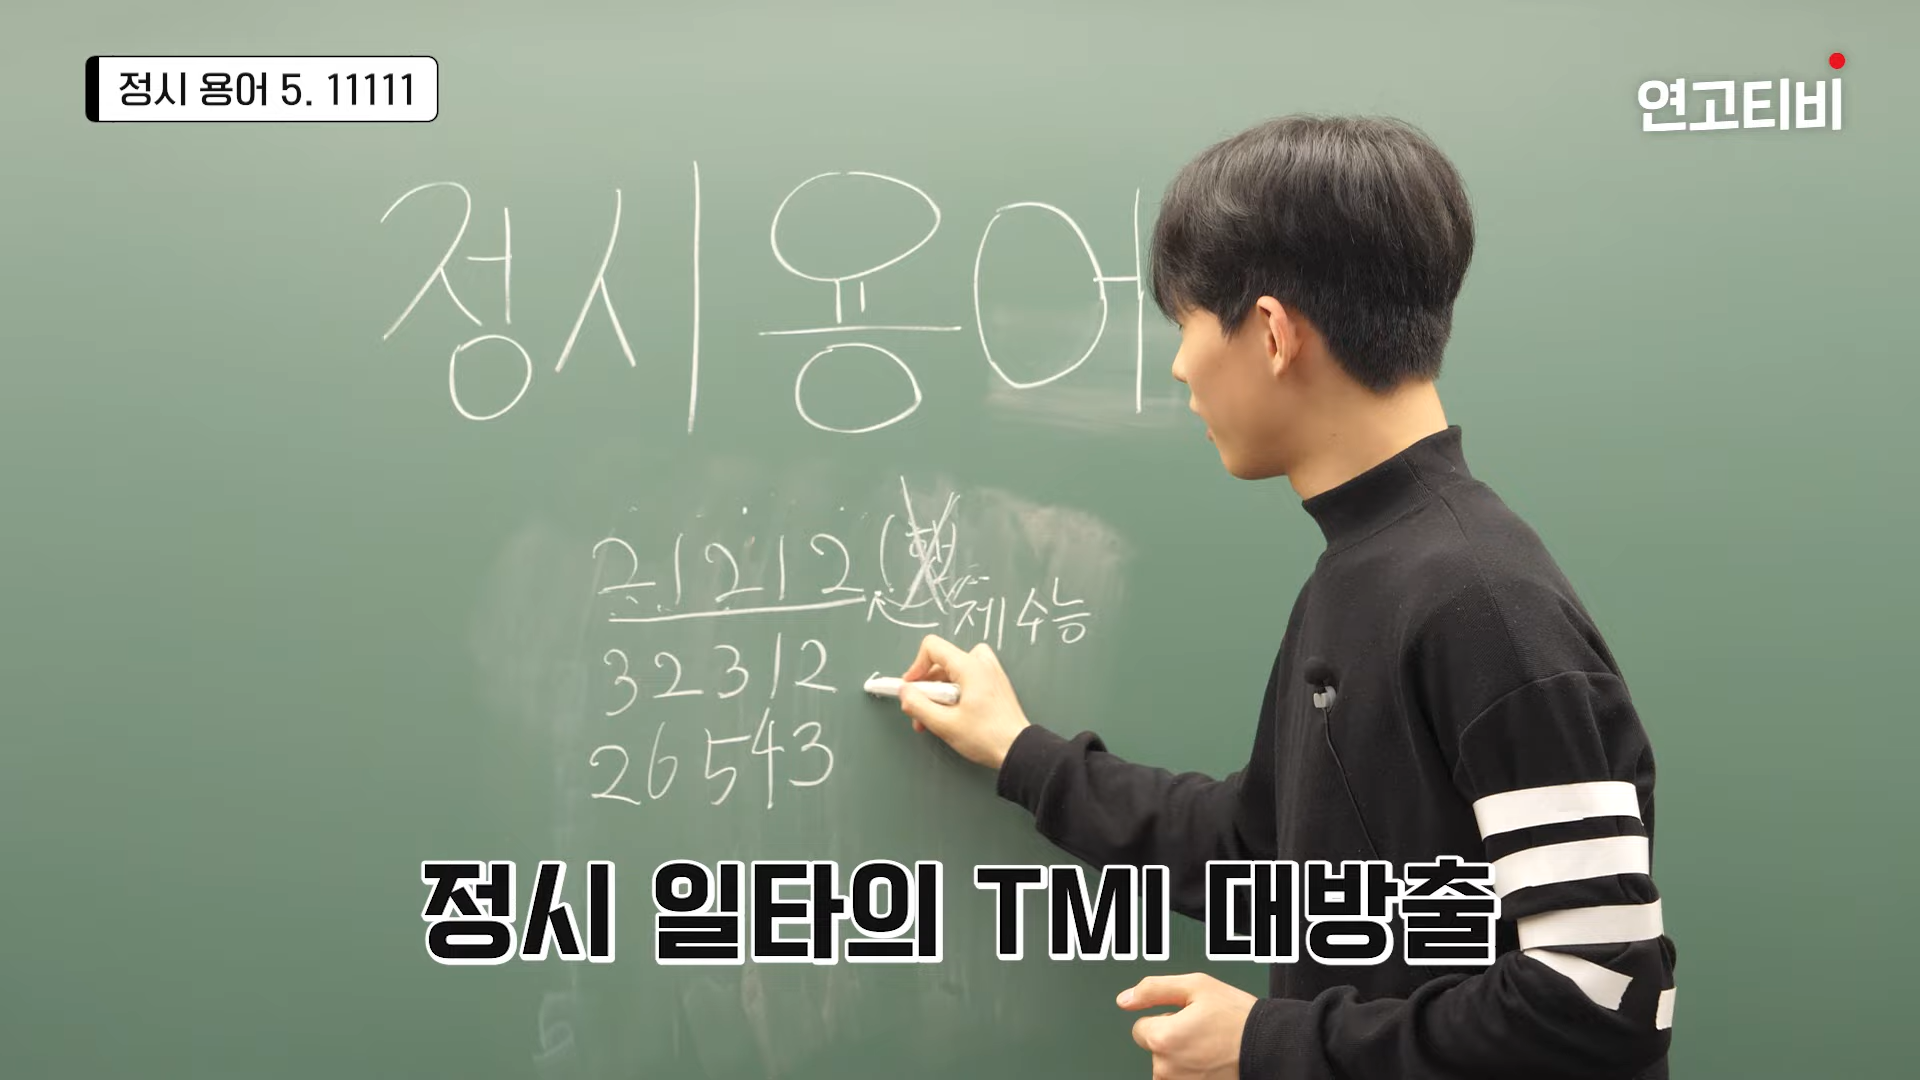 정시 용어 5. 11111
연고티비
정시용어
21212
제 수능
32312
26543
정시 일타의 TMI 대방출